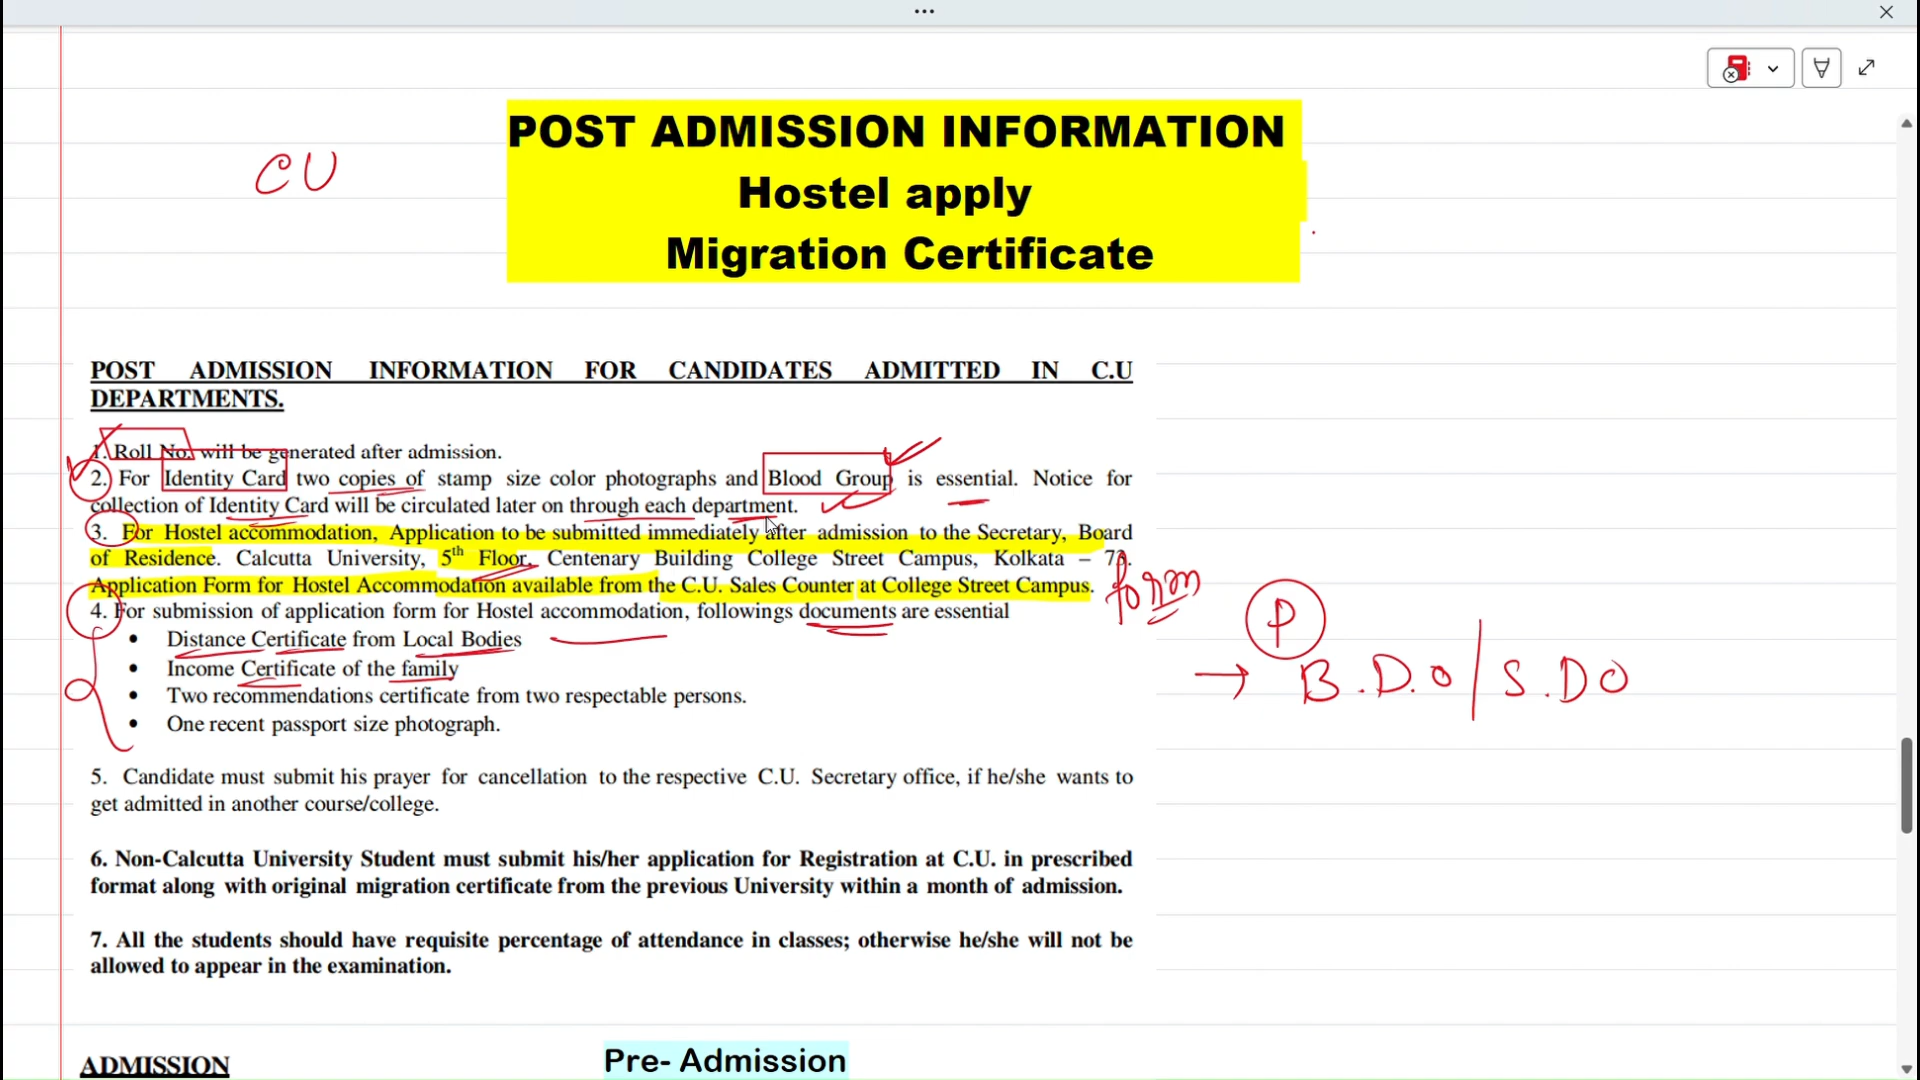 POST ADMISSION INFORMATION
CU
Hostel apply
Migration Certificate
POST ADMISSION INFORMATION FOR CANDIDATES ADMITTED IN C.U
DEPARTMENTS.
1. Roll No. will be generated after admission.
2. For Identity Card two copies of stamp size color photographs and Blood Group is essential. Notice for
collection of Identity Card will be circulated later on through each department.
3. For Hostel accommodation, Application to be submitted immediately after admission to the Secretary, Board
of Residence. Calcutta University, 5th Floor, Centenary Building College Street Campus, Kolkata – 73.
Application Form for Hostel Accommodation available from the C.U. Sales Counter at College Street Campus.
form
4. For submission of application form for Hostel accommodation, followings documents are essential
P
• Distance Certificate from Local Bodies
• Income Certificate of the family
→ B.D.O/S.DO
• Two recommendations certificate from two respectable persons.
• One recent passport size photograph.
5. Candidate must submit his prayer for cancellation to the respective C.U. Secretary office, if he/she wants to
get admitted in another course/college.
6. Non-Calcutta University Student must submit his/her application for Registration at C.U. in prescribed
format along with original migration certificate from the previous University within a month of admission.
7. All the students should have requisite percentage of attendance in classes; otherwise he/she will not be
allowed to appear in the examination.
ADMISSION
Pre- Admission